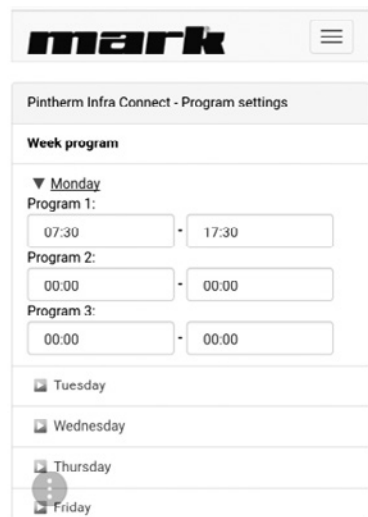 mark
Pintherm Infra Connect - Program settings
Week program
▼ Monday
Program 1:
07:30 - 17:30
Program 2:
00:00 - 00:00
Program 3:
00:00 - 00:00
Tuesday
Wednesday
Thursday
Friday